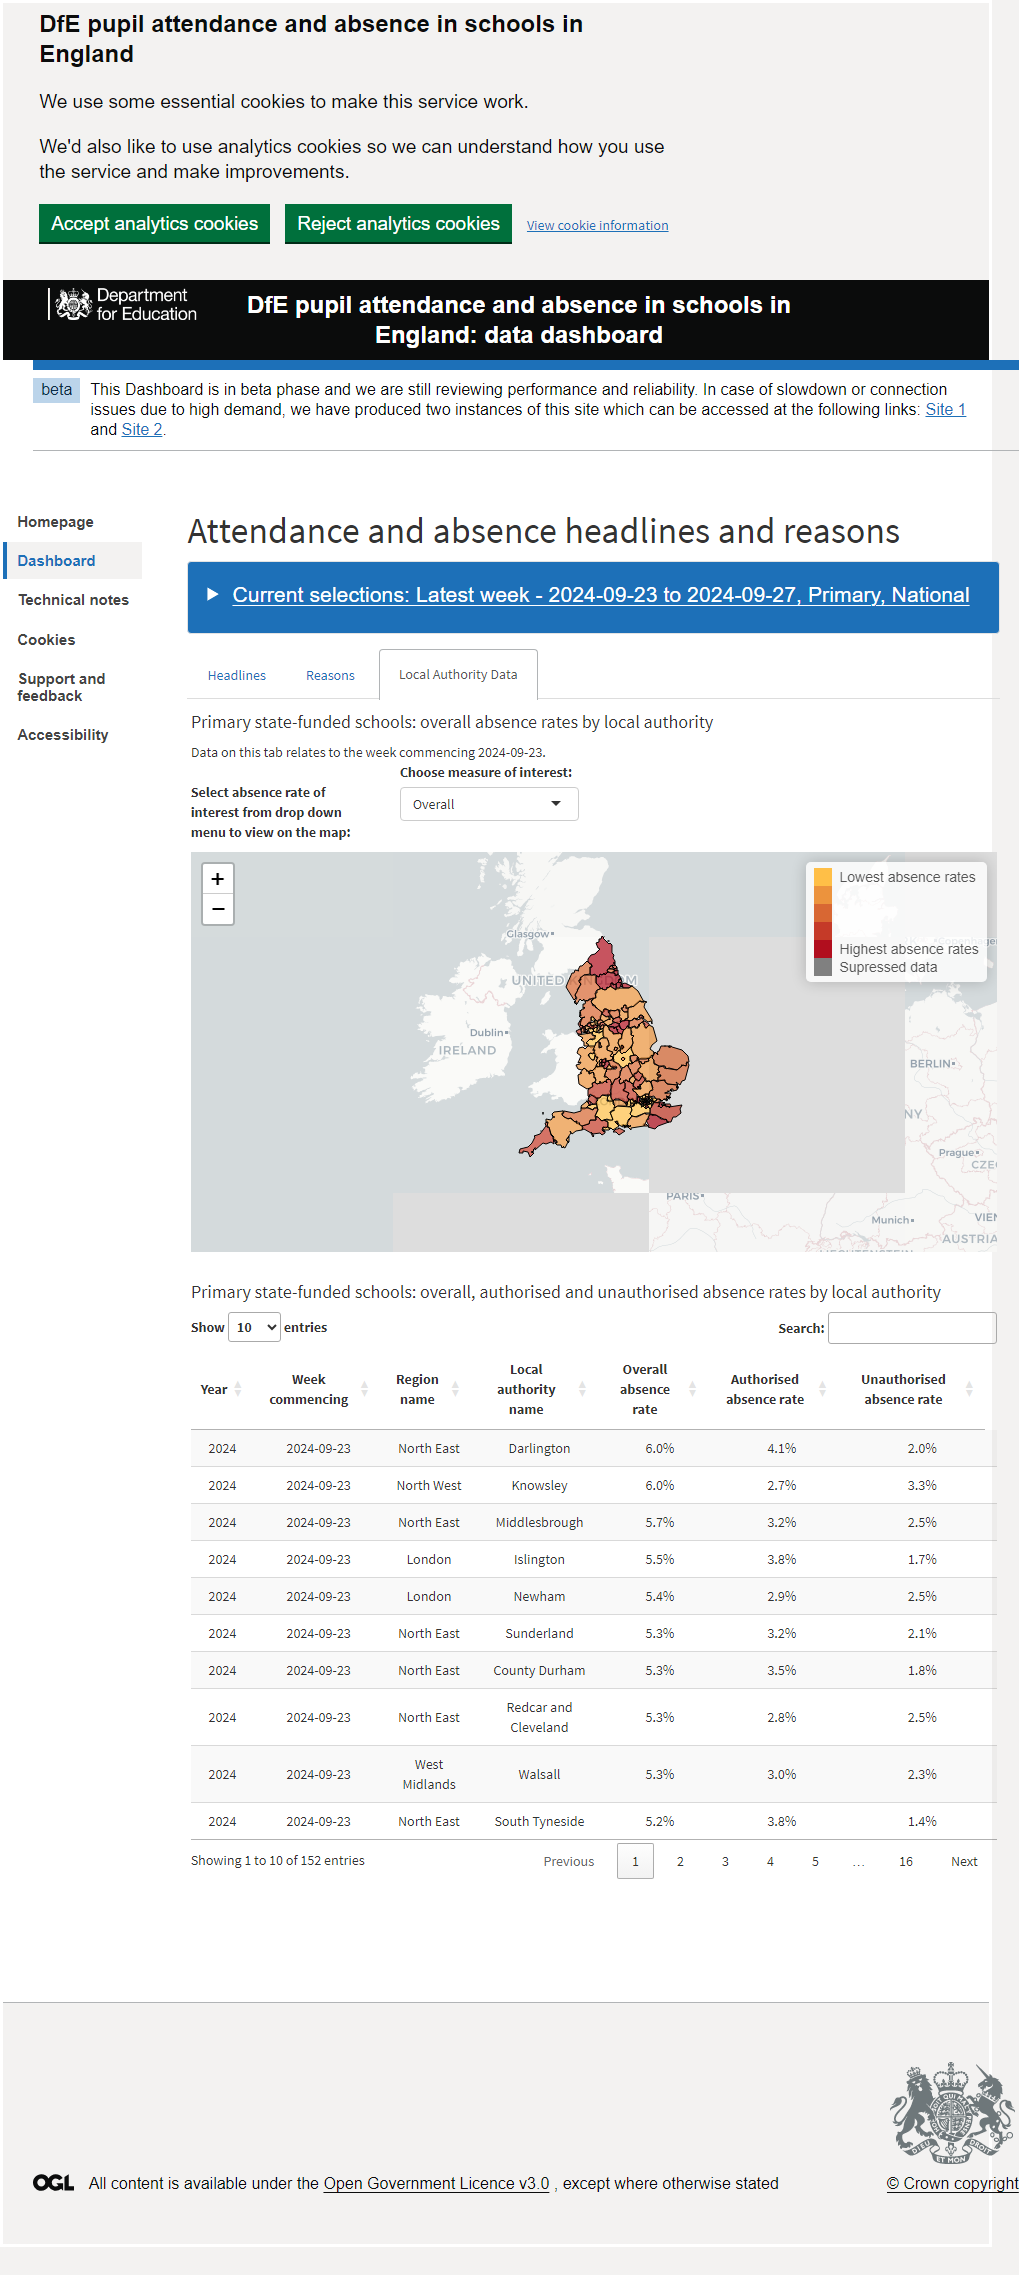 DfE pupil attendance and absence in schools in
England
We use some essential cookies to make this service work.
We'd also like to use analytics cookies so we can understand how you use
the service and make improvements.
Accept analytics cookies
Reject analytics cookies
View cookie information
Department
for Education
DfE pupil attendance and absence in schools in
England: data dashboard
beta
This Dashboard is in beta phase and we are still reviewing performance and reliability. In case of slowdown or connection
issues due to high demand, we have produced two instances of this site which can be accessed at the following links: Site 1
and Site 2.
Homepage
Dashboard
Technical notes
Cookies
Support and
feedback
Accessibility
Attendance and absence headlines and reasons
Current selections: Latest week - 2024-09-23 to 2024-09-27, Primary, National
Headlines
Reasons
Local Authority Data
Primary state-funded schools: overall absence rates by local authority
Data on this tab relates to the week commencing 2024-09-23.
Select absence rate of
interest from drop down
menu to view on the map:
Choose measure of interest:
Overall
+
−
Lowest absence rates
Highest absence rates
Supressed data
Glasgow
UNITED
Dublin
IRELAND
BERLIN
NY
Prague
CZE
PARIS
Munich
VIEN
AUSTRIA
Primary state-funded schools: overall, authorised and unauthorised absence rates by local authority
Show 10 entries
Search:
Year Week commencing Region name Local authority name Overall absence rate Authorised absence rate Unauthorised absence rate
2024 2024-09-23 North East Darlington 6.0% 4.1% 2.0%
2024 2024-09-23 North West Knowsley 6.0% 2.7% 3.3%
2024 2024-09-23 North East Middlesbrough 5.7% 3.2% 2.5%
2024 2024-09-23 London Islington 5.5% 3.8% 1.7%
2024 2024-09-23 London Newham 5.4% 2.9% 2.5%
2024 2024-09-23 North East Sunderland 5.3% 3.2% 2.1%
2024 2024-09-23 North East County Durham 5.3% 3.5% 1.8%
2024 2024-09-23 North East Redcar and Cleveland 5.3% 2.8% 2.5%
2024 2024-09-23 West Midlands Walsall 5.3% 3.0% 2.3%
2024 2024-09-23 North East South Tyneside 5.2% 3.8% 1.4%
Showing 1 to 10 of 152 entries
Previous 1 2 3 4 5 … 16 Next
OGL All content is available under the Open Government Licence v3.0 , except where otherwise stated
© Crown copyright